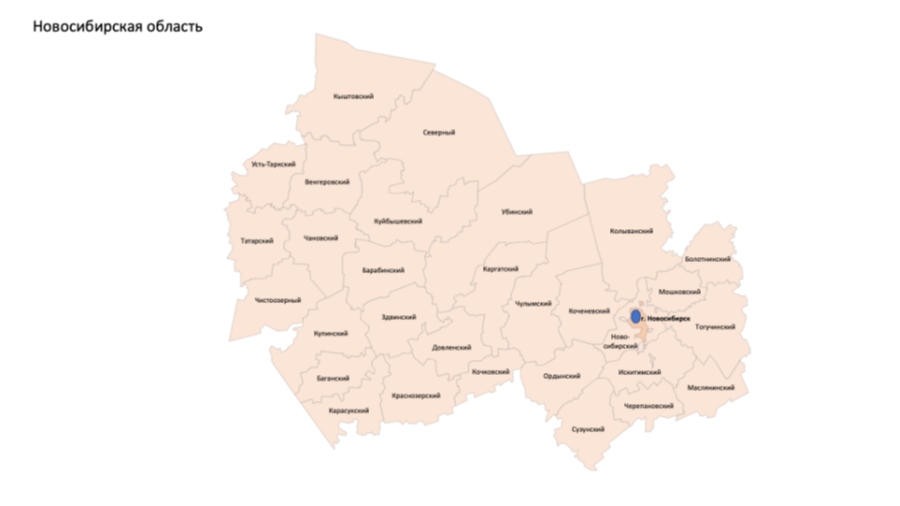 Новосибирская область
Кыштовский
Северный
Усть-Таркский
Венгеровский
Убинский
Куйбышевский
Колыванский
Татарский
Чановский
Болотнинский
Барабинский
Каргатский
Мошковский
Чистоозерный
Чулымский
Коченевский
Здвинский
г. Новосибирск
Тогучинский
Купинский
Ново-
сибирский
Доволенский
Кочковский
Искитимский
Ордынский
Баганский
Маслянинский
Краснозерский
Черепановский
Карасукский
Сузунский